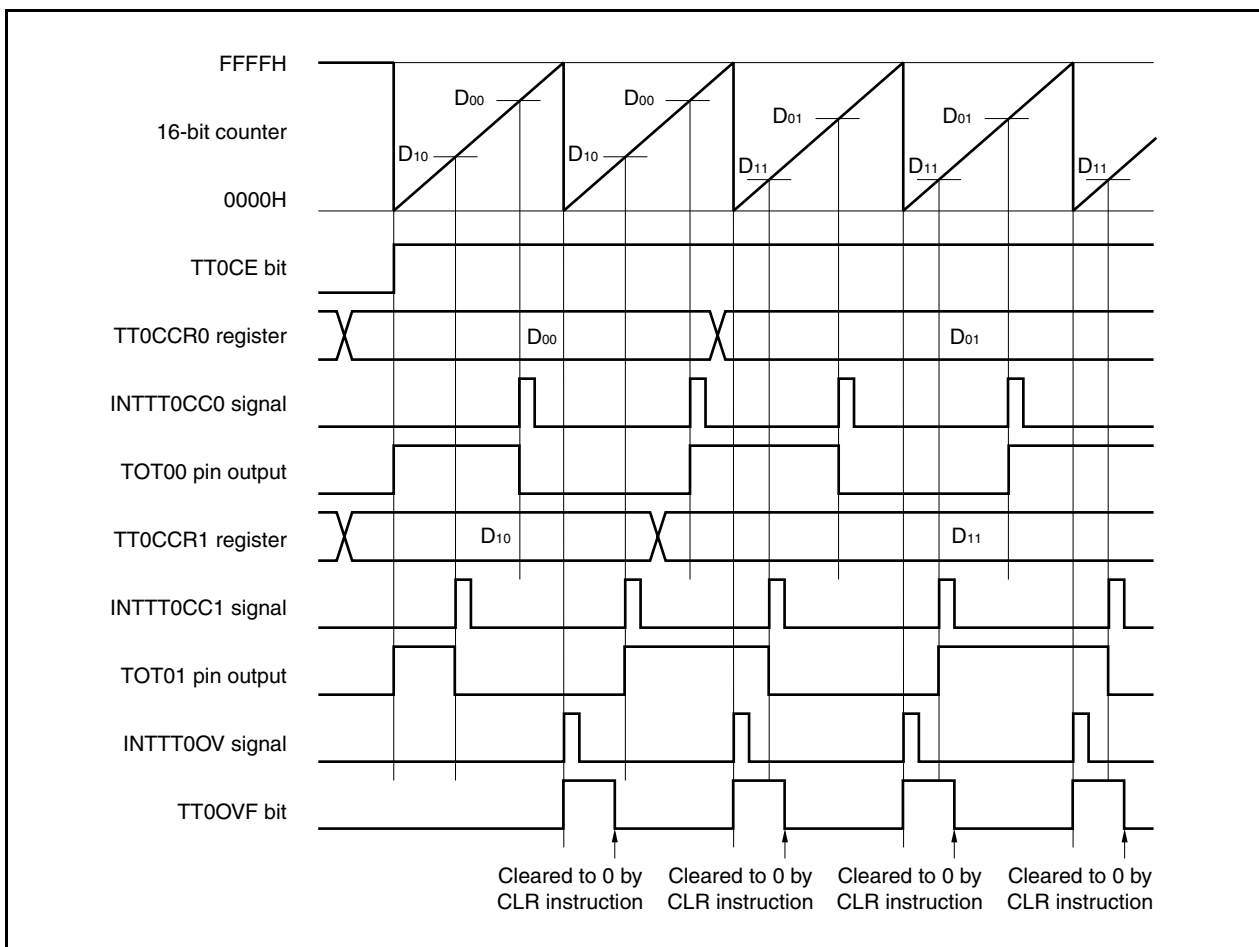 FFFFH
D00
D00
D01
D01
16-bit counter
D10
D10
D11
D11
D11
0000H
TT0CE bit
TT0CCR0 register
D00
D01
INTTT0CC0 signal
TOT00 pin output
TT0CCR1 register
D10
D11
INTTT0CC1 signal
TOT01 pin output
INTTT0OV signal
TT0OVF bit
Cleared to 0 by
CLR instruction
Cleared to 0 by
CLR instruction
Cleared to 0 by
CLR instruction
Cleared to 0 by
CLR instruction